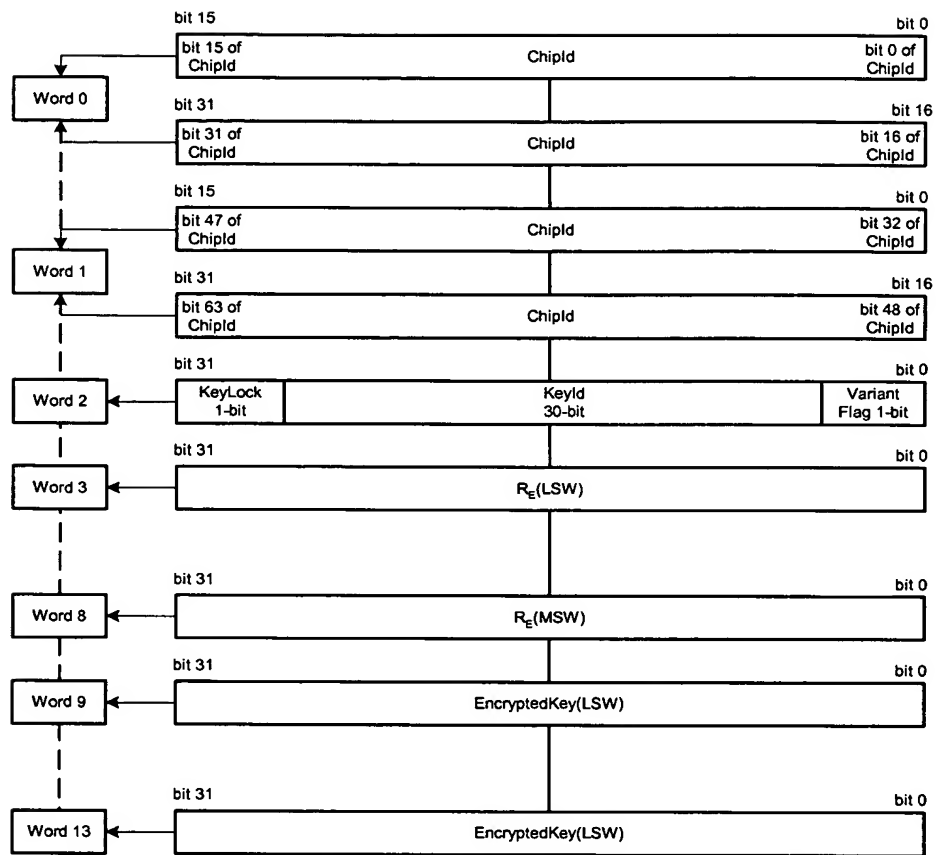 bit 15 bit 0
bit 15 of ChipId bit 0 of
ChipId ChipId
Word 0
bit 31 bit 16
bit 31 of ChipId bit 16 of
ChipId ChipId
bit 15 bit 0
bit 47 of ChipId bit 32 of
ChipId ChipId
Word 1
bit 31 bit 16
bit 63 of ChipId bit 48 of
ChipId ChipId
bit 31 bit 0
Word 2 KeyLock KeyId Variant
1-bit 30-bit Flag 1-bit
bit 31 bit 0
Word 3 R_E(LSW)
bit 31 bit 0
Word 8 R_E(MSW)
bit 31 bit 0
Word 9 EncryptedKey(LSW)
bit 31 bit 0
Word 13 EncryptedKey(LSW)